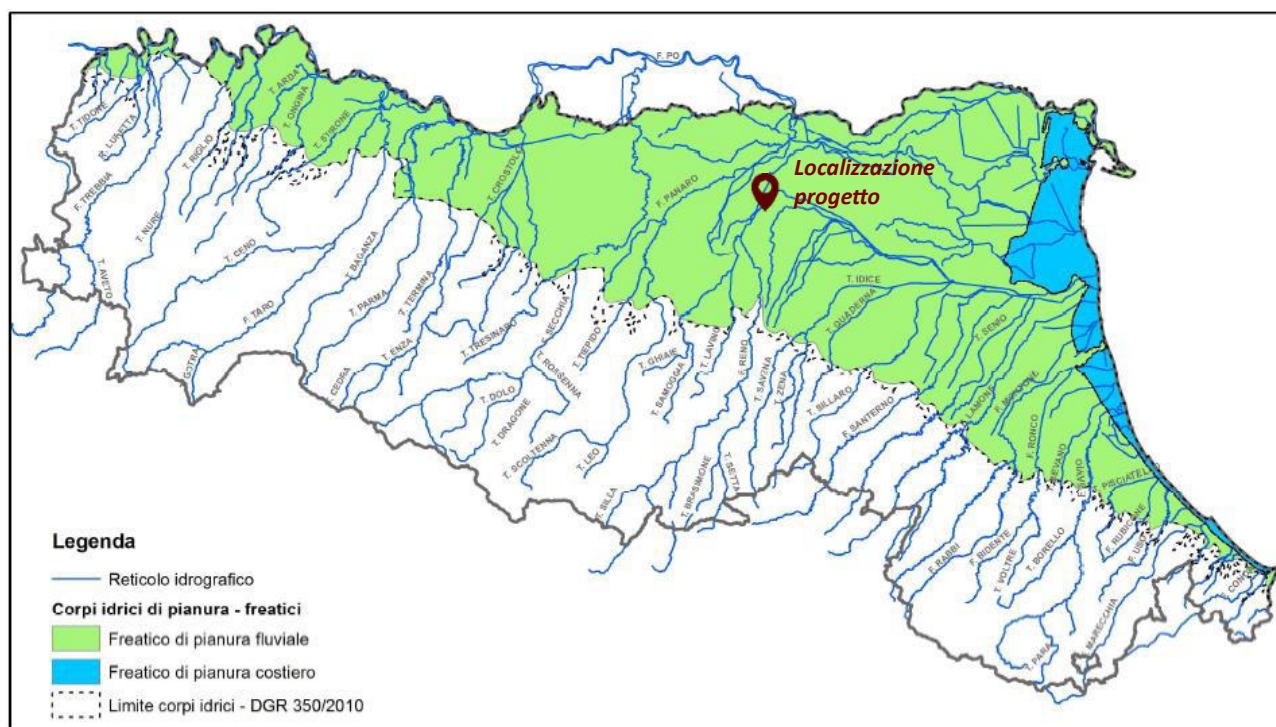 F. PO
T. TIDONE
R. LURETTA
F. TREBBIA
T. NURE
T. RIGLIO
T. ARDA
T. ONGINA
T. STIRONE
T. CROSTOLO
F. PANARO
Localizzazione
progetto
T. AVETO
T. CENO
F. TARO
GOTRA
T. BAGANZA
T. PARMA
T. TERMINA
T. ENZA
T. CEDRA
T. TRESINARO
F. SECCHIA
T. TIEPIDO
T. ROSSENNA
T. DOLO
T. DRAGONE
T. SCOLTENNA
T. LEO
T. GHIAIE
T. SAMOGGIA
T. LAVINO
F. RENO
T. SAVENA
T. ZENA
T. IDICE
T. QUADERNA
T. SENIO
T. SILLARO
F. SANTERNO
F. LAMONE
F. MONTONE
F. RONCO
T. BEVANO
F. SAVIO
T. PISCIATELLO
F. RUBICONE
F. USO
T. CONCA
T. SILLA
T. BRASIMONE
T. SETTA
F. RABBI
F. BIDENTE
T. VOLTRE
T. BORELLO
F. MARECCHIA
T. PARA
Legenda
Reticolo idrografico
Corpi idrici di pianura - freatici
Freatico di pianura fluviale
Freatico di pianura costiero
Limite corpi idrici - DGR 350/2010